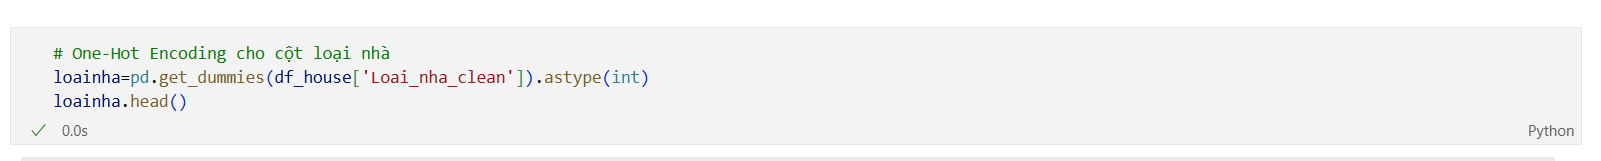 # One-Hot Encoding cho cột loại nhà
loainha=pd.get_dummies(df_house['Loai_nha_clean']).astype(int)
loainha.head()
0.0s
Python